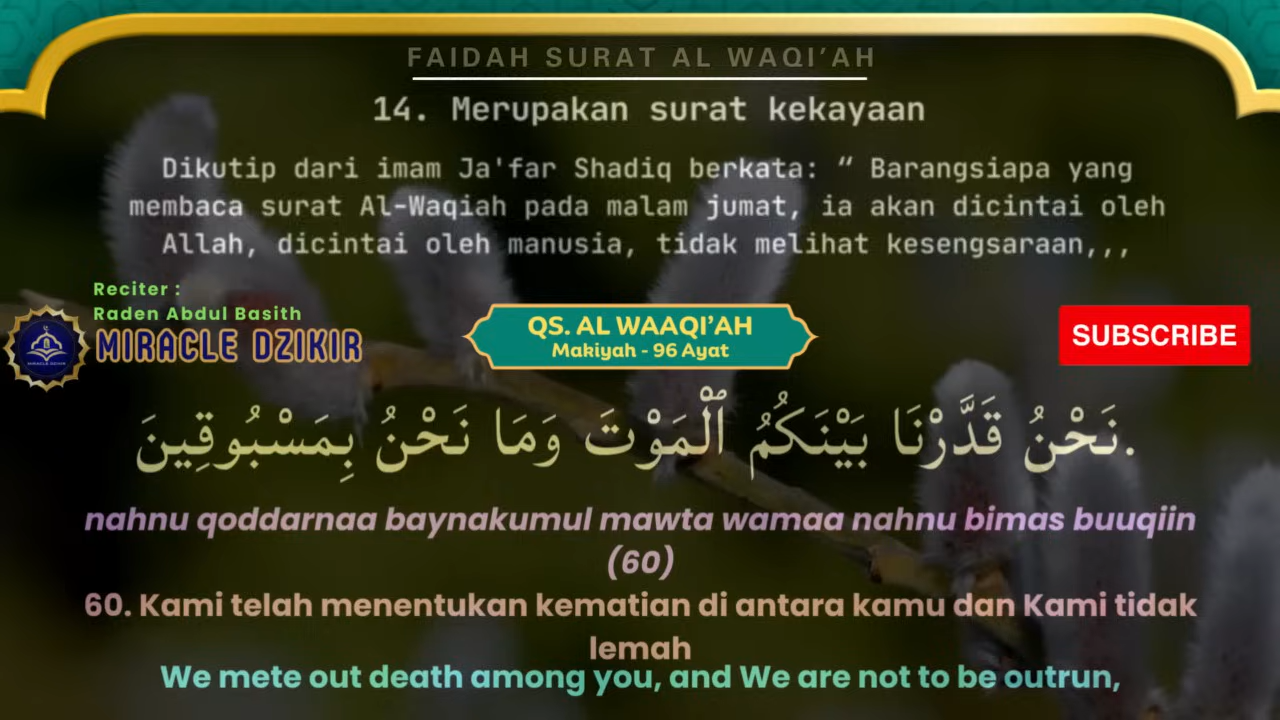 FAIDAH SURAT AL WAQI'AH
14. Merupakan surat kekayaan
Dikutip dari imam Ja'far Shadiq berkata: “ Barangsiapa yang
membaca surat Al-Waqiah pada malam jumat, ia akan dicintai oleh
Allah, dicintai oleh manusia, tidak melihat kesengsaraan,,,
Reciter :
Raden Abdul Basith
MIRACLE DZIKIR
QS. AL WAAQI’AH
Makiyah - 96 Ayat
SUBSCRIBE
نَحْنُ قَدَّرْنَا بَيْنَكُمُ ٱلْمَوْتَ وَمَا نَحْنُ بِمَسْبُوقِينَ.
nahnu qoddarnaa baynakumul mawta wamaa nahnu bimas buuqiin
(60)
60. Kami telah menentukan kematian di antara kamu dan Kami tidak
lemah
We mete out death among you, and We are not to be outrun,